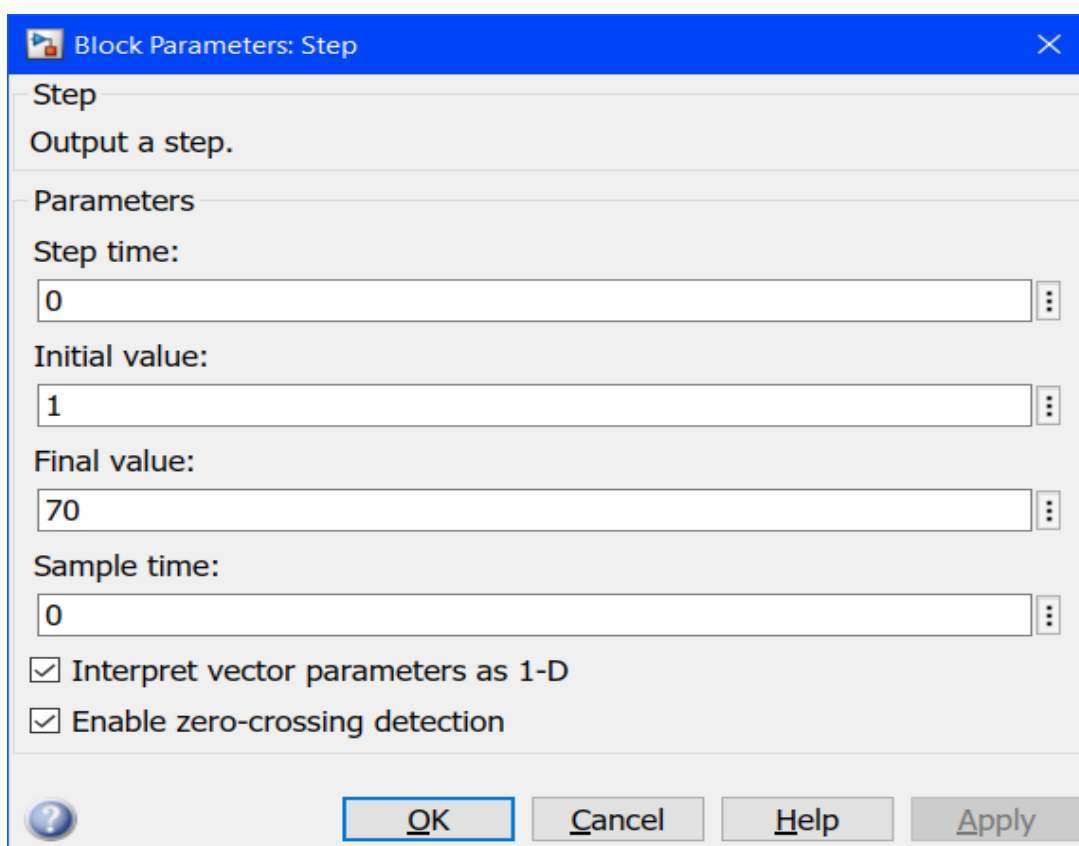 Block Parameters: Step
Step
Output a step.
Parameters
Step time:
0
Initial value:
1
Final value:
70
Sample time:
0
Interpret vector parameters as 1-D
Enable zero-crossing detection
? OK Cancel Help Apply